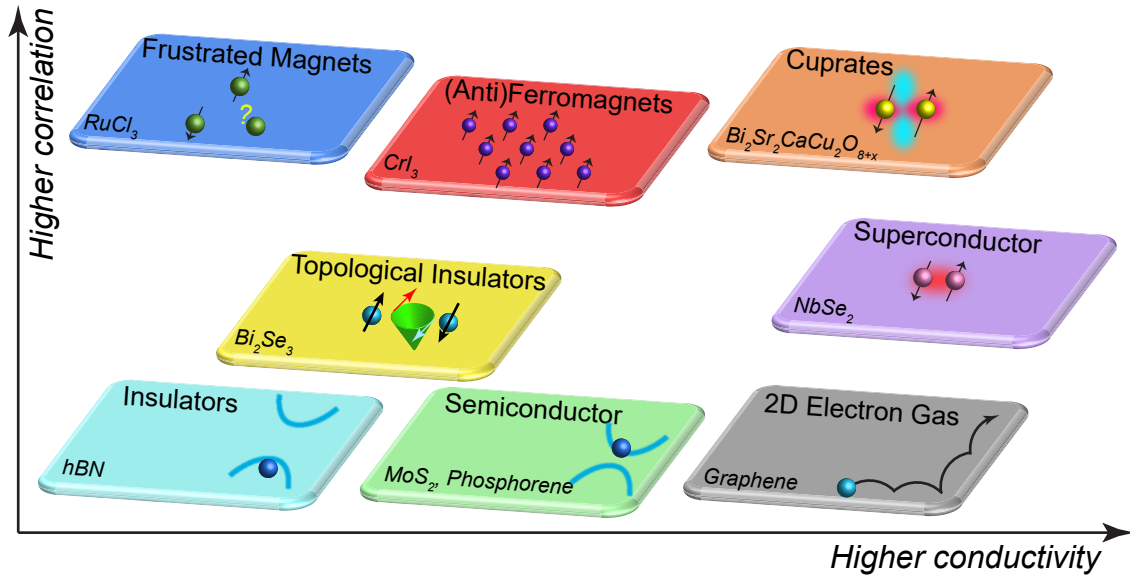 Higher correlation
Frustrated Magnets
?
RuCl₃
(Anti)Ferromagnets
CrI₃
Cuprates
Bi₂Sr₂CaCu₂O₈₊ₓ
Topological Insulators
Bi₂Se₃
Superconductor
NbSe₂
Insulators
hBN
Semiconductor
MoS₂, Phosphorene
2D Electron Gas
Graphene
Higher conductivity